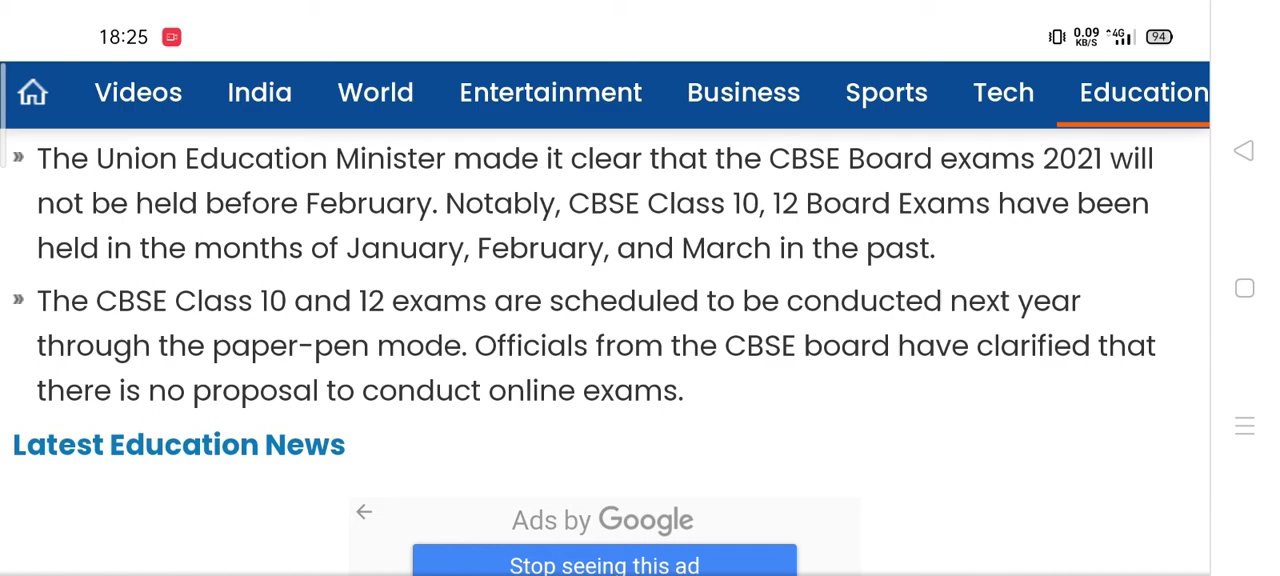 18:25 0.09 KB/S 4G 94
Videos India World Entertainment Business Sports Tech Education
» The Union Education Minister made it clear that the CBSE Board exams 2021 will
not be held before February. Notably, CBSE Class 10, 12 Board Exams have been
held in the months of January, February, and March in the past.
» The CBSE Class 10 and 12 exams are scheduled to be conducted next year
through the paper-pen mode. Officials from the CBSE board have clarified that
there is no proposal to conduct online exams.
Latest Education News
Ads by Google
Stop seeing this ad